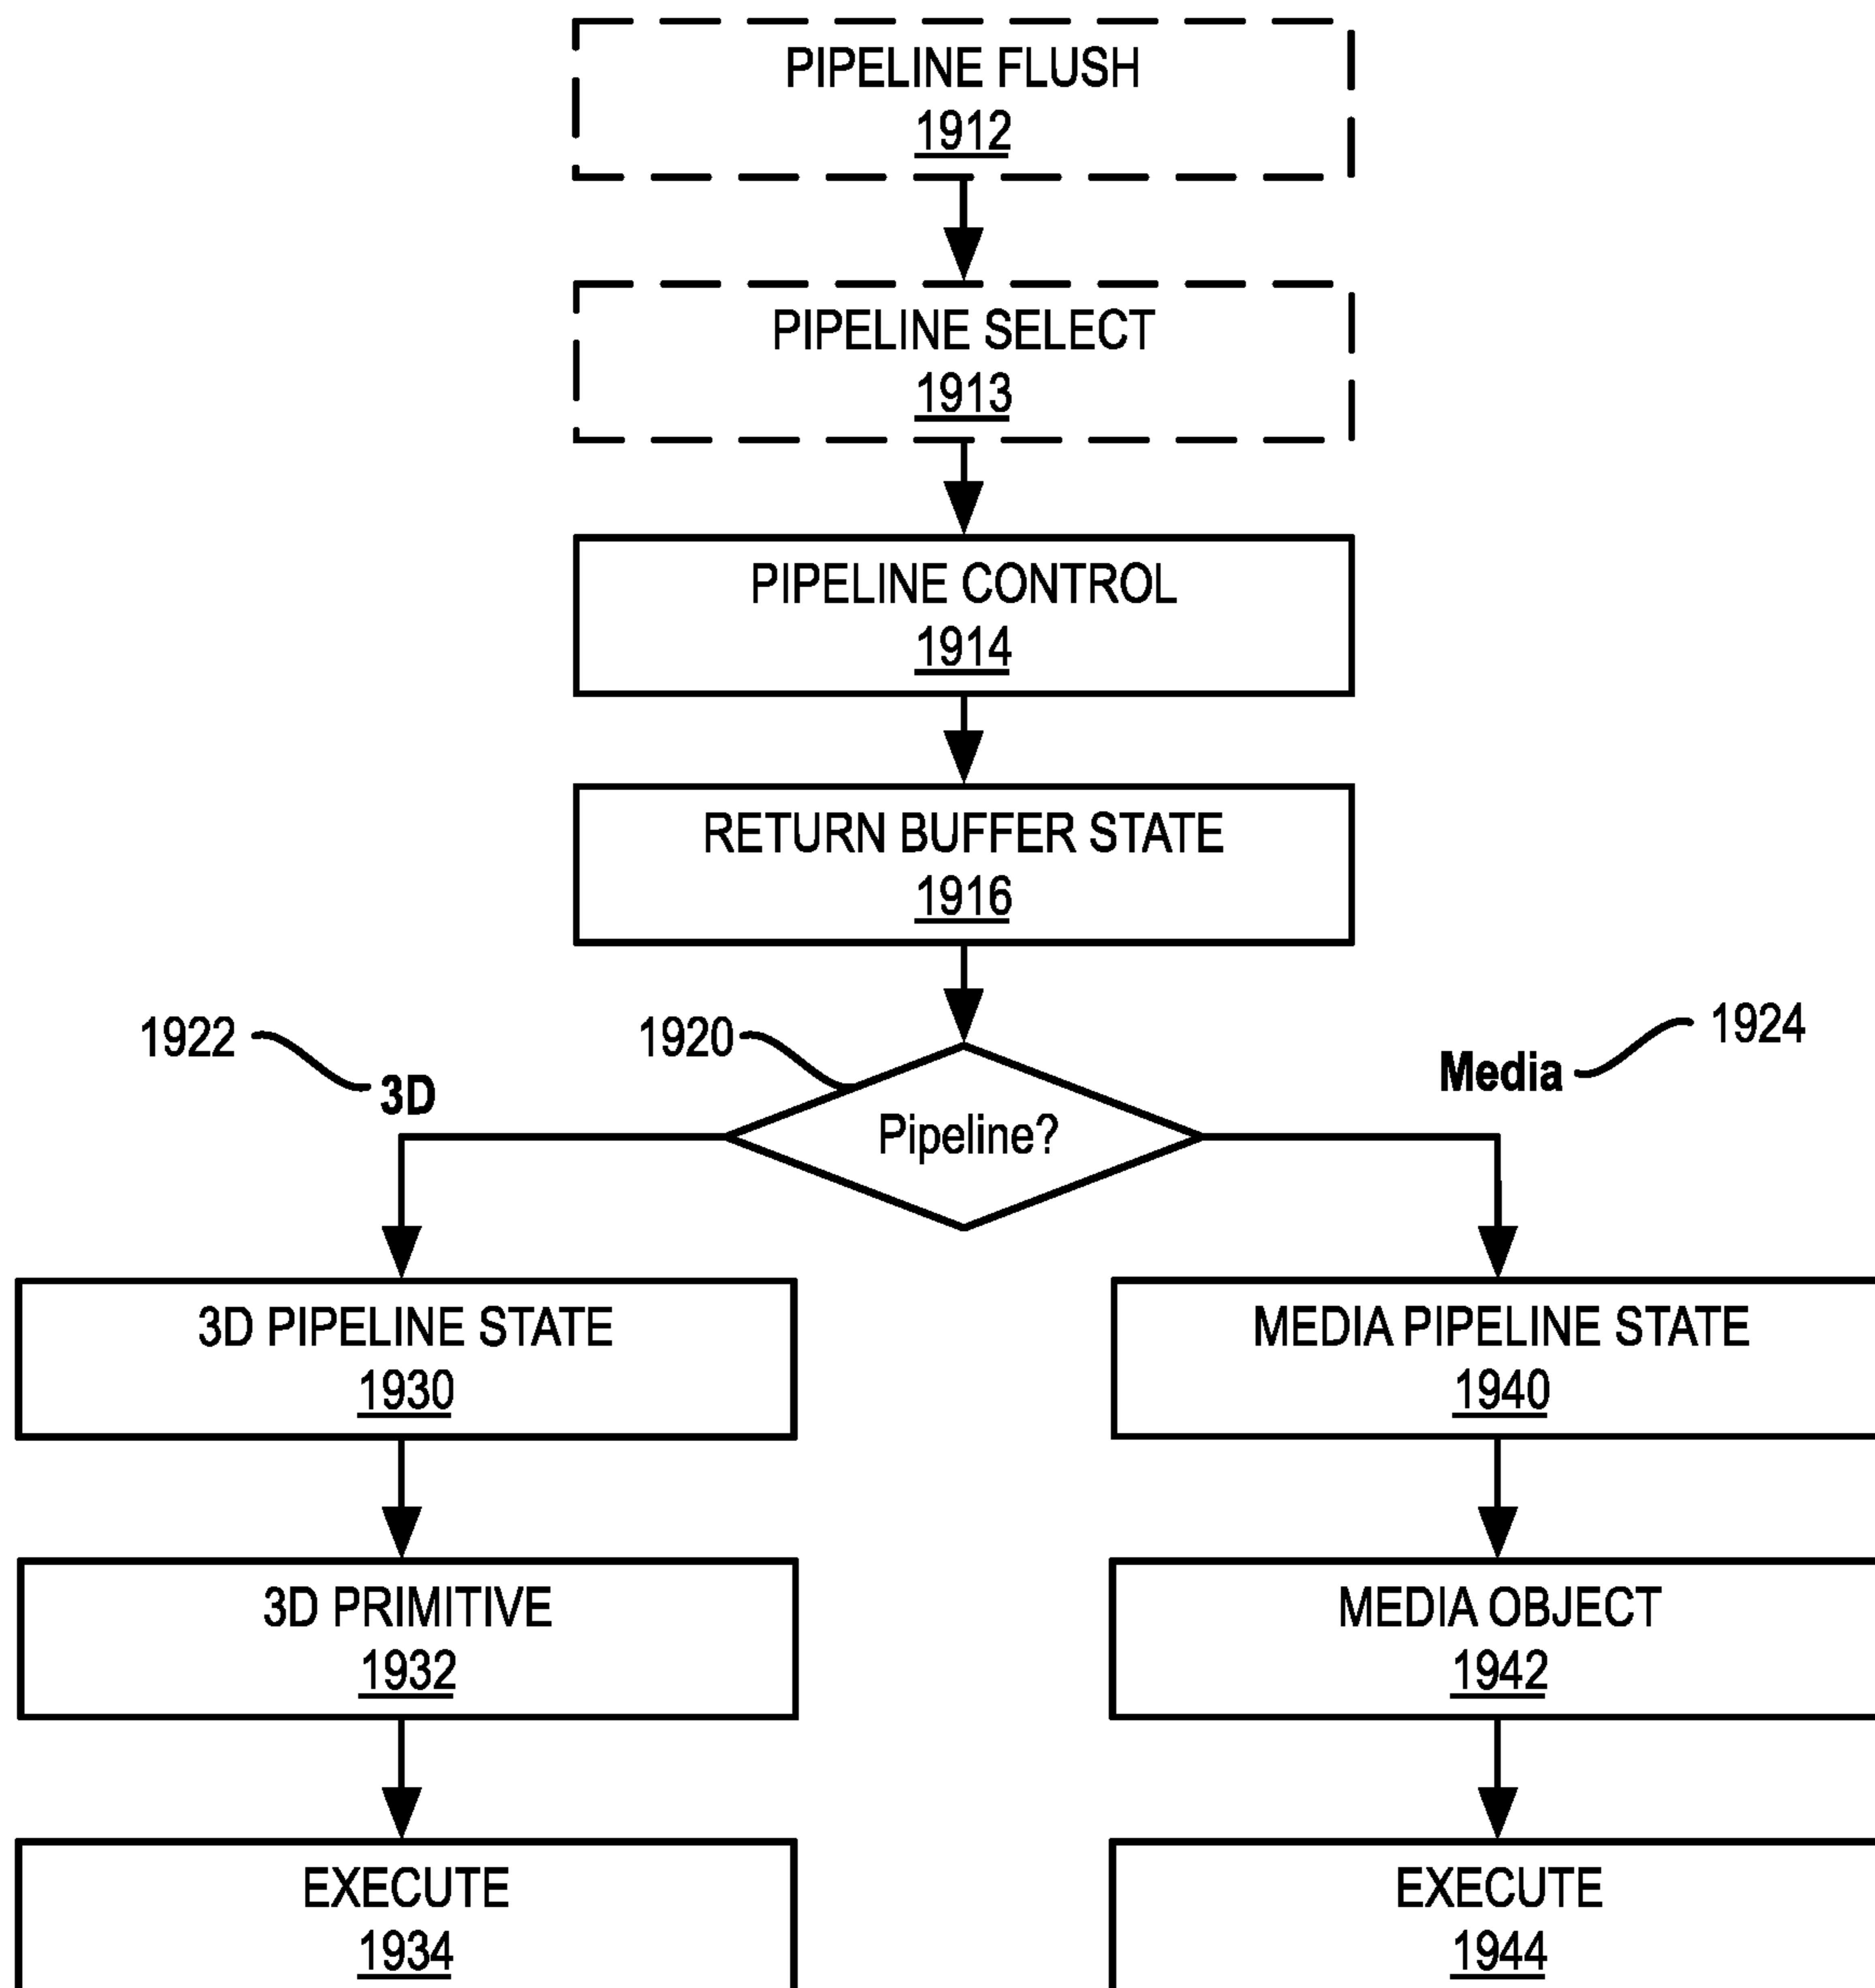 PIPELINE FLUSH
1912
PIPELINE SELECT
1913
PIPELINE CONTROL
1914
RETURN BUFFER STATE
1916
1922
3D
1920
Media
1924
Pipeline?
3D PIPELINE STATE
1930
MEDIA PIPELINE STATE
1940
3D PRIMITIVE
1932
MEDIA OBJECT
1942
EXECUTE
1934
EXECUTE
1944